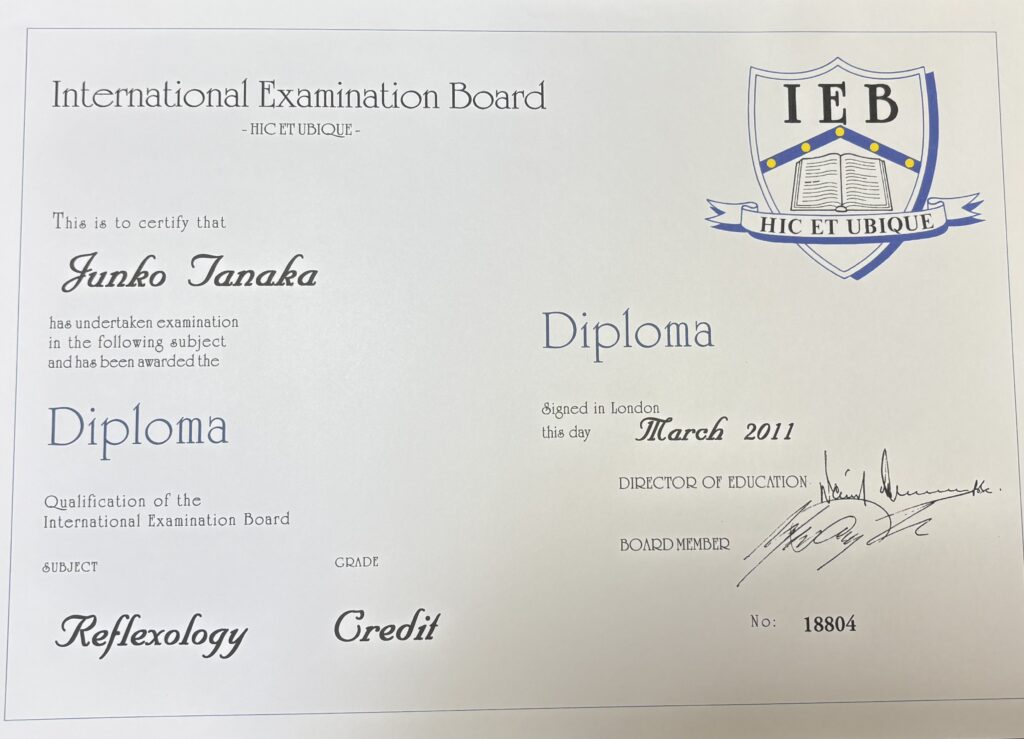 International Examination Board
- HIC ET UBIQUE -
IEB
HIC ET UBIQUE
This is to certify that
Junko Tanaka
has undertaken examination
in the following subject
and has been awarded the
Diploma
Qualification of the
International Examination Board
SUBJECT
GRADE
Reflexology
Credit
Diploma
Signed in London
this day
March 2011
DIRECTOR OF EDUCATION
BOARD MEMBER
No: 18804